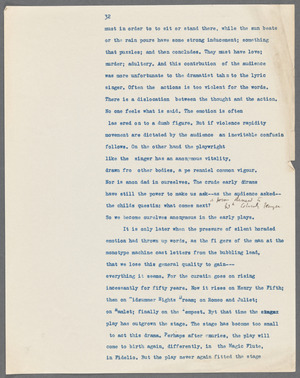 32
must in order to to sit or stand there, while the sun beats
or the rain pours have some strong inducement; something
that puzzles; and then concludes. They must have love;
murder; adultery. And this contribution of the audience
was more unfortunate to the dramatist than to the lyric
singer. Often the actions is too violent for the words.
There is a dislocation between the thought and the action.
No one feels what is said. The emotion is often
les ered on to a dumb figure. But if violence rapidity
movement are dictated by the audience an inevitable confusion
follows. On the other hand the playwright
like the singer has an anonymous vitality,
drawn fro other bodies, a pe rennial common vigour.
Nor is anon dead in ourselves. The crude early drama
have still the power to make us ask--as the audience asked--
the childs question: what comes next?
So we become ourselves anonymous in the early plays.
It is only later when the pressure of silent horaded
emotion had thrown up words, as the fi gers of the man at the
monotype machine cast letters from the bubbling lead,
that we lose this general quality to gain---
everything it seems. For the curatin goes on rising
incessantly for fifty years. Now it rises on Henry the Fifth;
then on Midsummer Nights Dream; on Romeo and Juliet;
on Hamlet; finally on the Tempest. Byt that time the
play has outgrown the stage. The stage has become too small
to act this drama. Perhaps after centuries, the play will
come to birth again, differently, in the Magic Flute,
in Fidelio. But the play never again fitted the stage